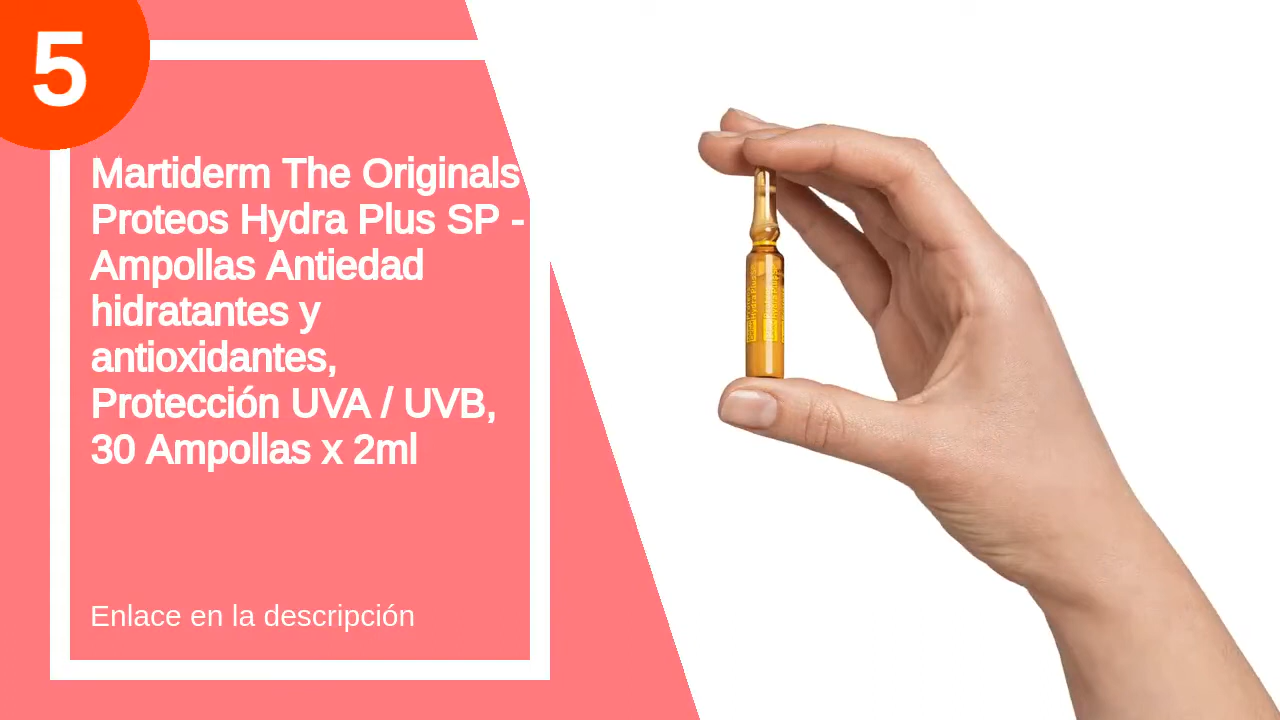 5
Martiderm The Originals
Proteos Hydra Plus SP -
Ampollas Antiedad
hidratantes y
antioxidantes,
Protección UVA / UVB,
30 Ampollas x 2ml
Enlace en la descripción